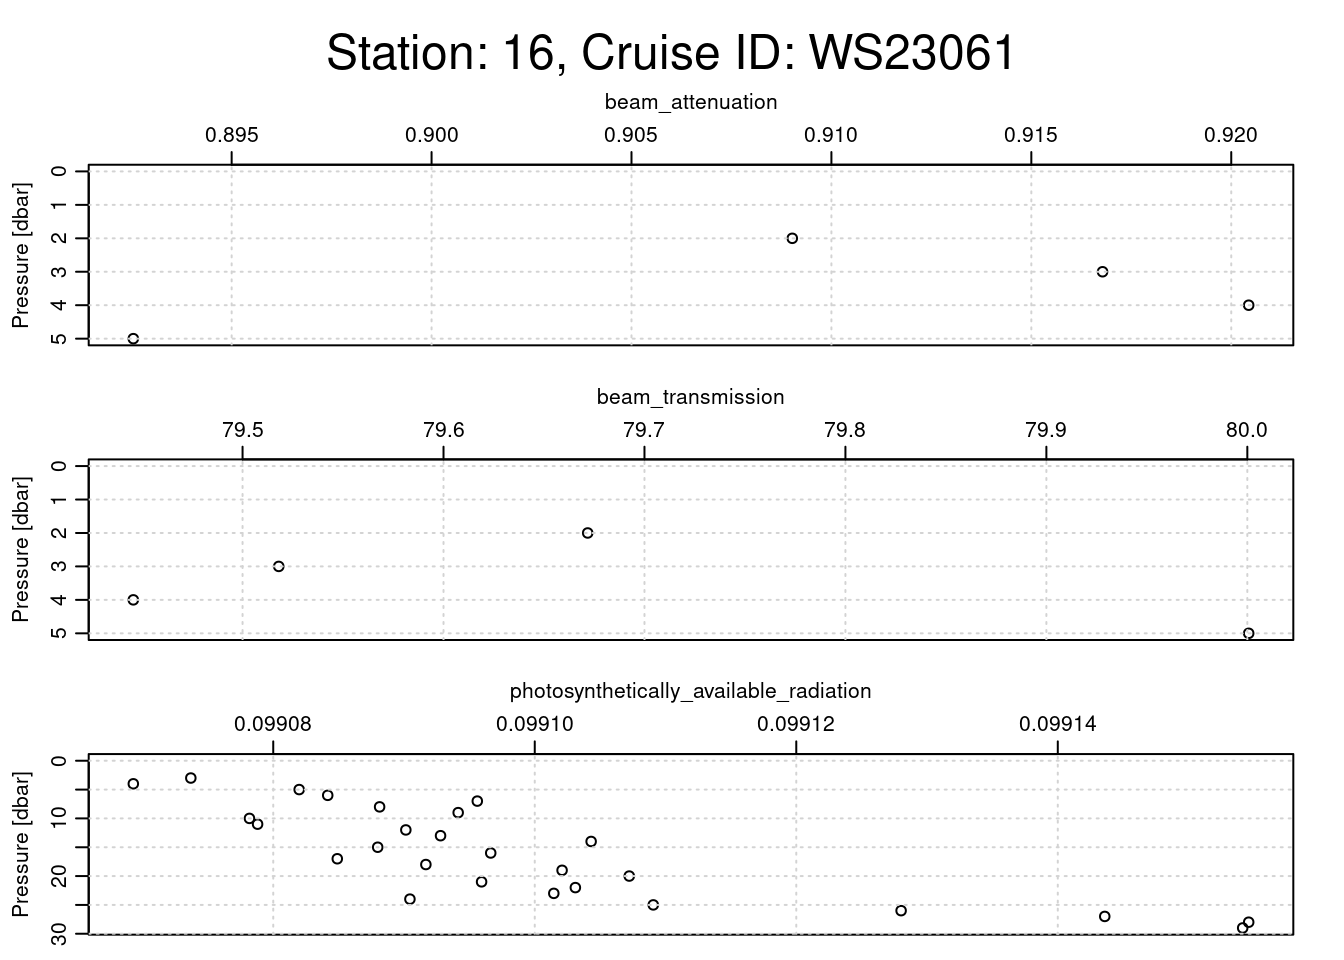 Station: 16, Cruise ID: WS23061
beam_attenuation
0.895 0.900 0.905 0.910 0.915 0.920
Pressure [dbar]
0
1
2
3
4
5
beam_transmission
79.5 79.6 79.7 79.8 79.9 80.0
Pressure [dbar]
0
1
2
3
4
5
photosynthetically_available_radiation
0.09908 0.09910 0.09912 0.09914
Pressure [dbar]
0
10
20
30